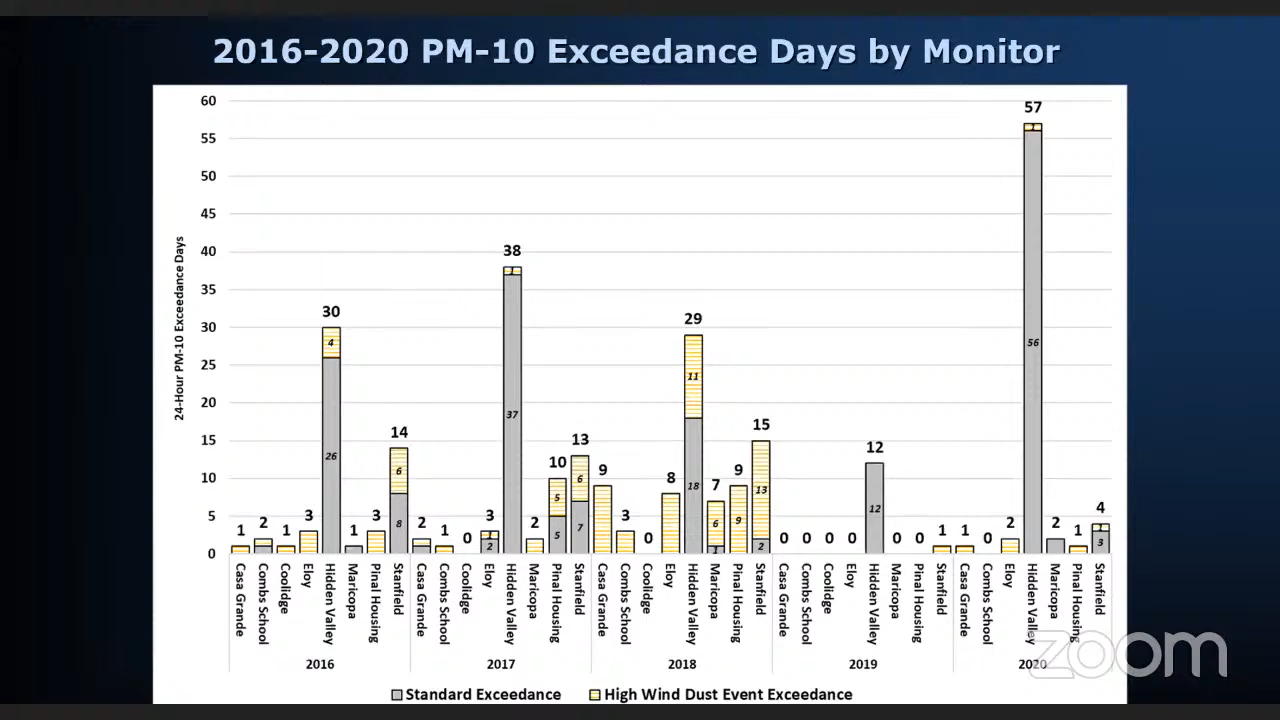 2016-2020 PM-10 Exceedance Days by Monitor
24-Hour PM-10 Exceedance Days
60
55
50
45
40
35
30
25
20
15
10
5
0
1 2 1 3 30 1 3 14 2 1 0 3 38 2 10 13 9 3 0 8 29 7 9 15 0 0 0 0 12 0 0 1 1 0 2 57 2 1 4
4 26 6 8 1 2 1 37 5 5 6 7 11 18 6 1 9 13 2 12 1 56 1 3
Casa Grande
Combs School
Coolidge
Eloy
Hidden Valley
Maricopa
Pinal Housing
Stanfield
Casa Grande
Combs School
Coolidge
Eloy
Hidden Valley
Maricopa
Pinal Housing
Stanfield
Casa Grande
Combs School
Coolidge
Eloy
Hidden Valley
Maricopa
Pinal Housing
Stanfield
Casa Grande
Combs School
Coolidge
Eloy
Hidden Valley
Maricopa
Pinal Housing
Stanfield
Casa Grande
Combs School
Eloy
Hidden Valley
Maricopa
Pinal Housing
Stanfield
2016 2017 2018 2019 2020
Standard Exceedance High Wind Dust Event Exceedance
zoom